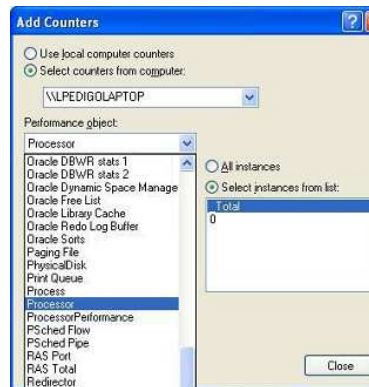 Add Counters
?
Use local computer counters
Select counters from computer:
\\LPEDIGOLAPTOP
Performance object:
Processor
Oracle DBWR stats 1
Oracle DBWR stats 2
Oracle Dynamic Space Manage
Oracle Free List
Oracle Library Cache
Oracle Redo Log Buffer
Oracle Sorts
Paging File
PhysicalDisk
Print Queue
Process
Processor
ProcessorPerformance
PSched Flow
PSched Pipe
RAS Port
RAS Total
Redirector
All instances
Select instances from list:
_Total
0
Close